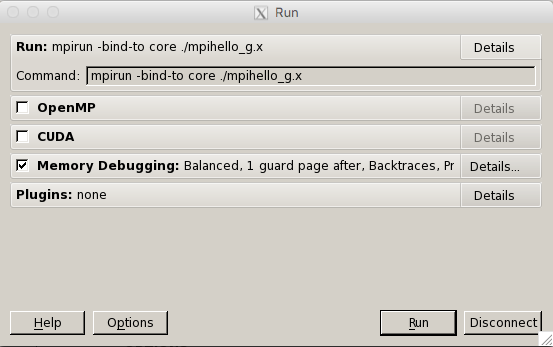 Run
Run: mpirun -bind-to core ./mpihello_g.x Details
Command: mpirun -bind-to core ./mpihello_g.x
OpenMP Details
CUDA Details
Memory Debugging: Balanced, 1 guard page after, Backtraces, Pr Details...
Plugins: none Details
Help Options Run Disconnect